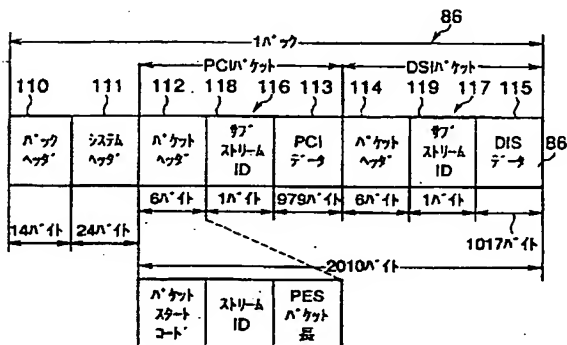 86
1パック
PCIパケット
DSIパケット
110 111 112 118 116 113 114 119 117 115
パック ヘッダ
システム ヘッダ
パケット ヘッダ
サブ ストリーム ID
PCI データ
パケット ヘッダ
サブ ストリーム ID
DIS データ
86
14バイト
24バイト
6バイト
1バイト
979バイト
6バイト
1バイト
1017バイト
2010バイト
パケット スタート コード
ストリーム ID
PES パケット 長